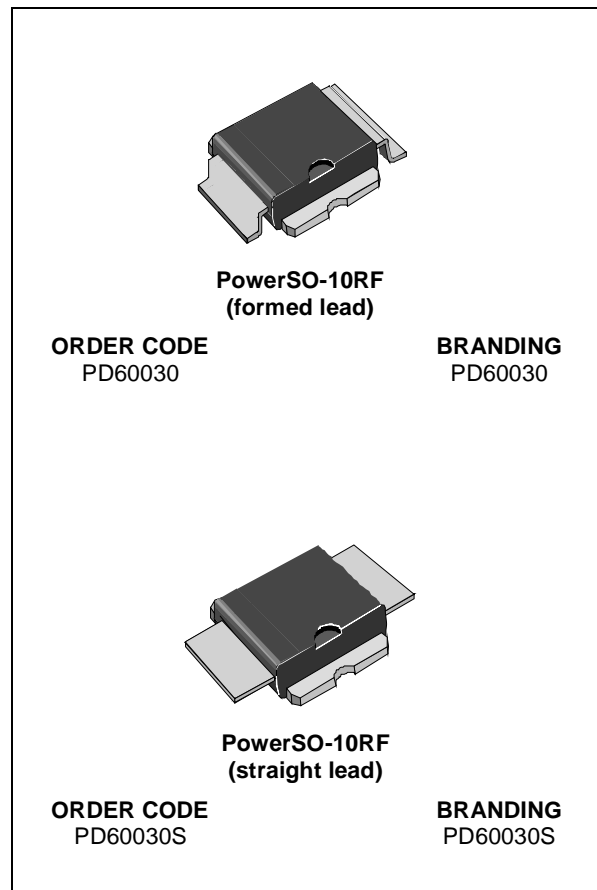 PowerSO-10RF
(formed lead)
ORDER CODE
PD60030
BRANDING
PD60030
PowerSO-10RF
(straight lead)
ORDER CODE
PD60030S
BRANDING
PD60030S